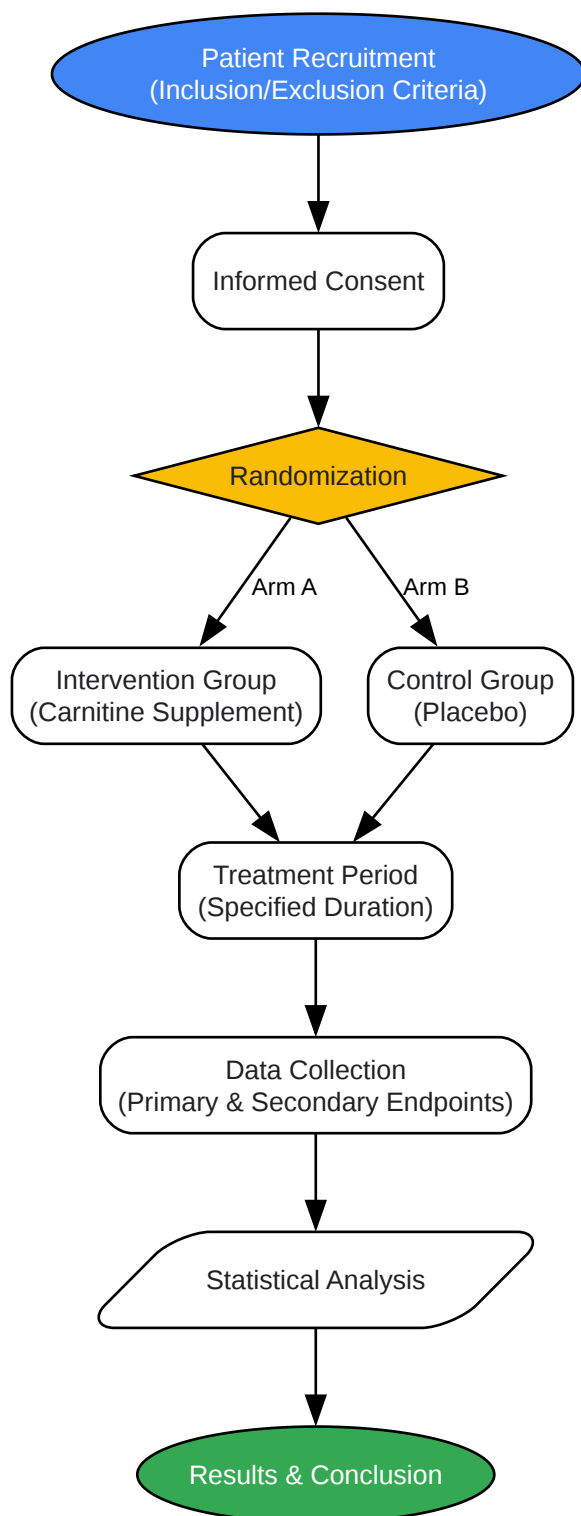 Patient Recruitment
(Inclusion/Exclusion Criteria)
Informed Consent
Randomization
Arm A
Arm B
Intervention Group
(Carnitine Supplement)
Control Group
(Placebo)
Treatment Period
(Specified Duration)
Data Collection
(Primary & Secondary Endpoints)
Statistical Analysis
Results & Conclusion